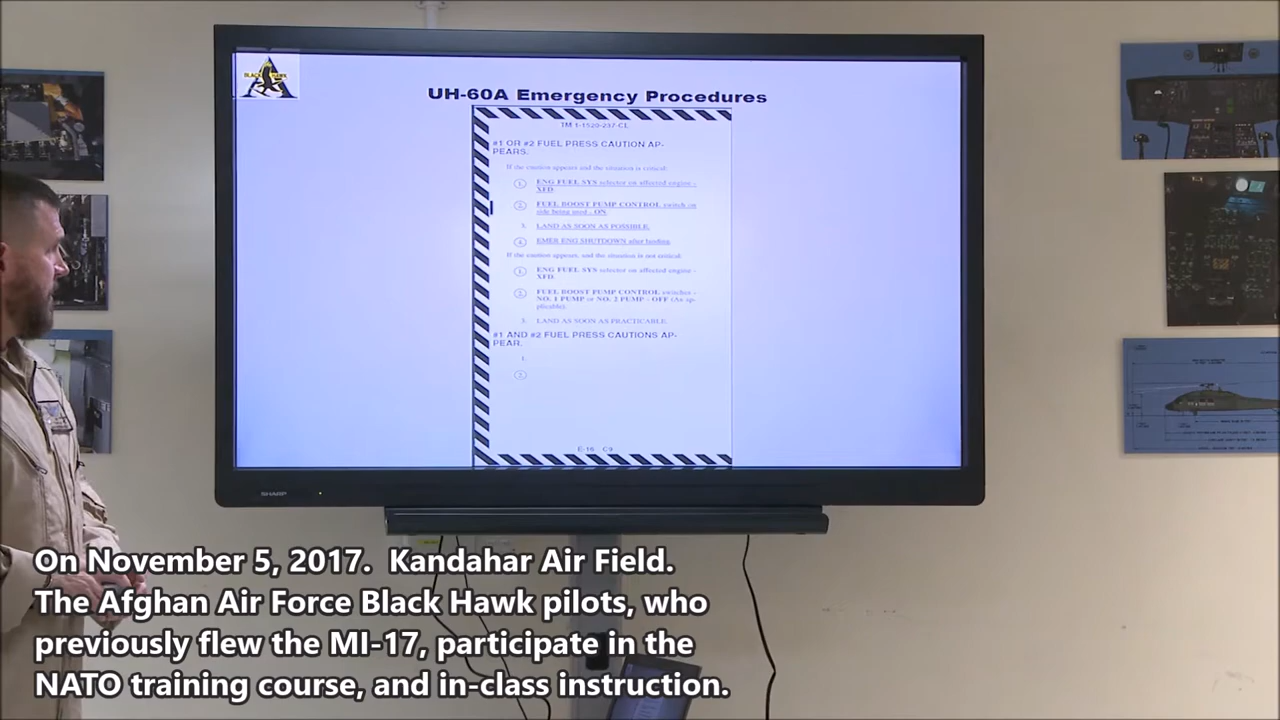 BLACK HAWK
UH-60A Emergency Procedures
TM 1-1520-237-CL
#1 OR #2 FUEL PRESS CAUTION AP-
PEARS.
If the caution appears and the situation is critical:
1. ENG FUEL SYS selector on affected engine -
XFD.
2. FUEL BOOST PUMP CONTROL switch on
side being used - ON.
3. LAND AS SOON AS POSSIBLE.
4. EMER ENG SHUTDOWN after landing.
If the caution appears, and the situation is not critical:
1. ENG FUEL SYS selector on affected engine -
XFD.
2. FUEL BOOST PUMP CONTROL switches -
NO. 1 PUMP or NO. 2 PUMP - OFF (As ap-
plicable).
3. LAND AS SOON AS PRACTICABLE.
#1 AND #2 FUEL PRESS CAUTIONS AP-
PEAR.
1.
2.
E-16 C9
SHARP
On November 5, 2017. Kandahar Air Field.
The Afghan Air Force Black Hawk pilots, who
previously flew the MI-17, participate in the
NATO training course, and in-class instruction.